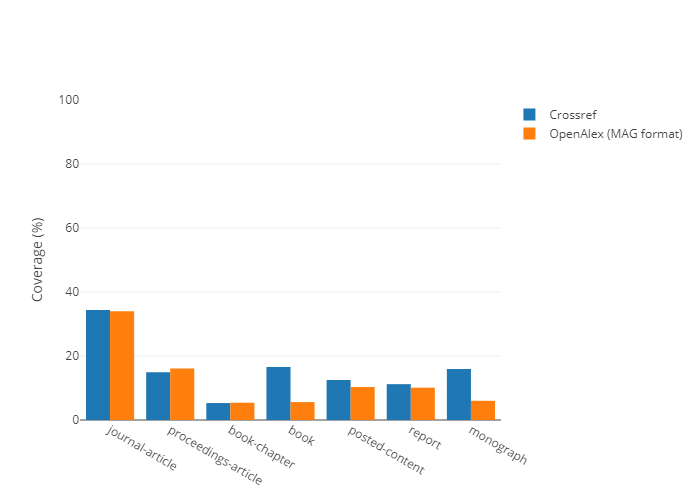 100
80
60
40
20
0
Coverage (%)
journal-article
proceedings-article
book-chapter
book
posted-content
report
monograph
Crossref
OpenAlex (MAG format)